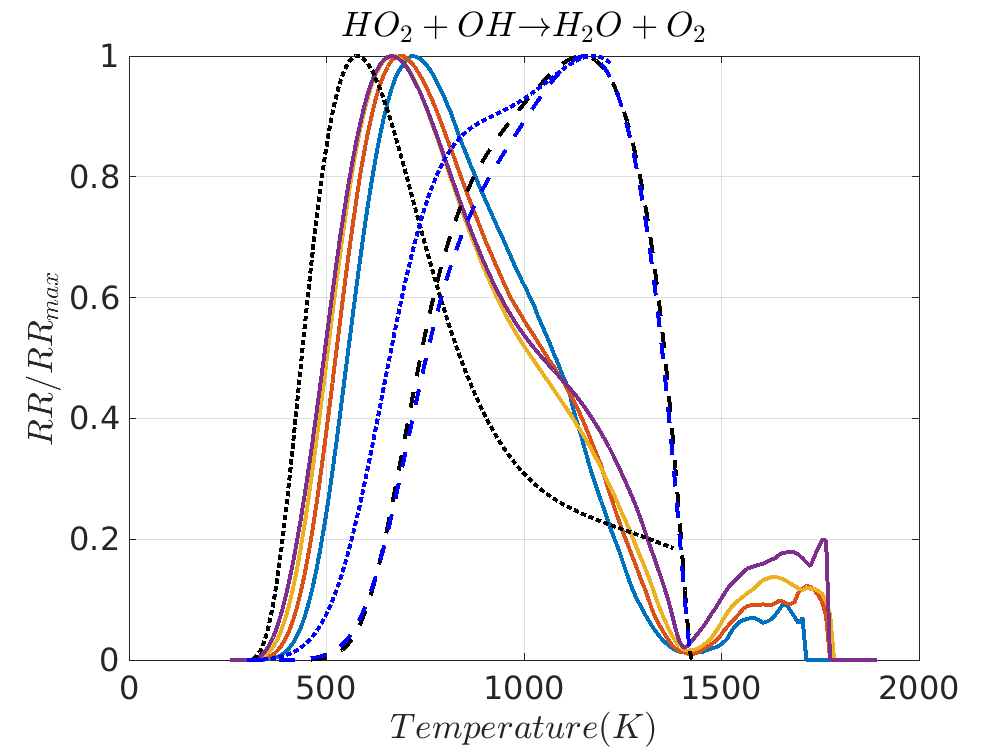 HO₂ + OH→H₂O + O₂
1
0.8
0.6
0.4
0.2
0
RR/RR_max
0 500 1000 1500 2000
Temperature(K)